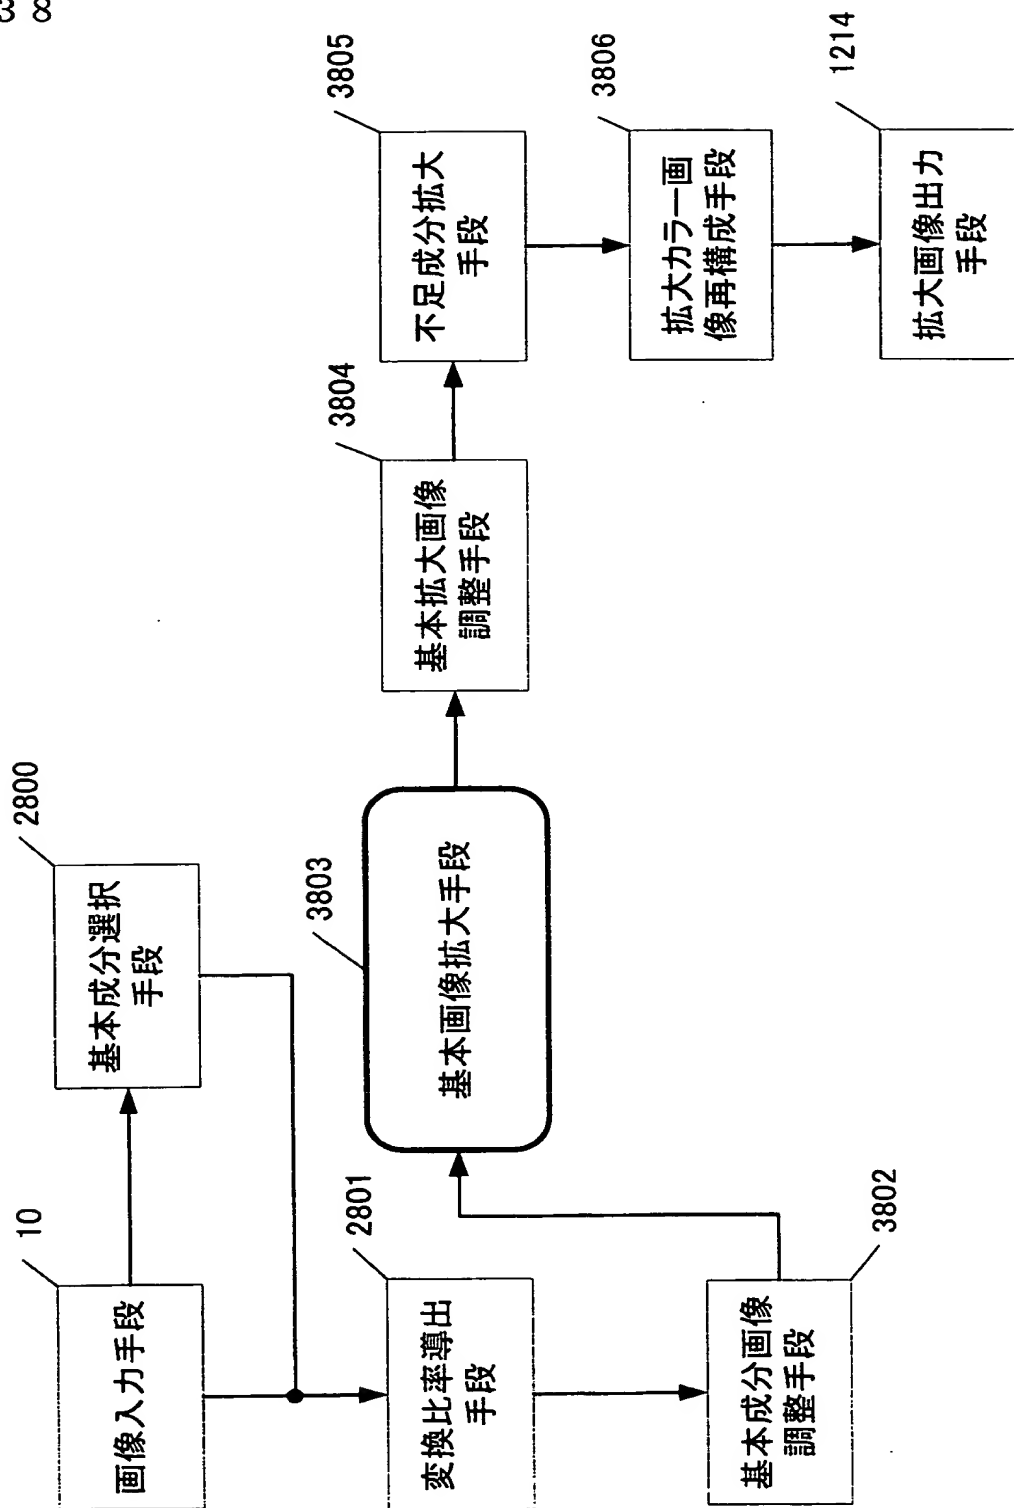 38
10
画像入力手段
2800
基本成分選択
手段
2801
変換比率導出
手段
3802
基本成分画像
調整手段
3803
基本画像拡大手段
3804
基本拡大画像
調整手段
3805
不足成分拡大
手段
3806
拡大カラー画
像再構成手段
1214
拡大画像出力
手段